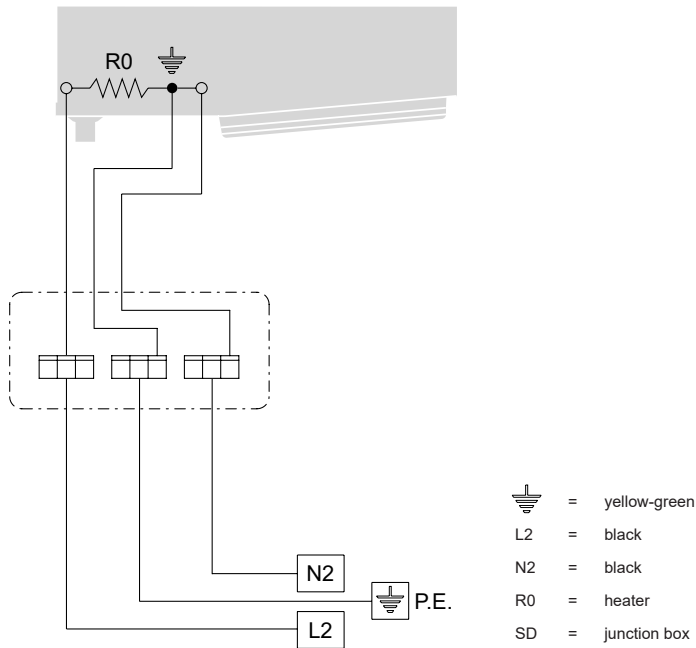 R0
N2
P.E.
L2
= yellow-green
L2 = black
N2 = black
R0 = heater
SD = junction box